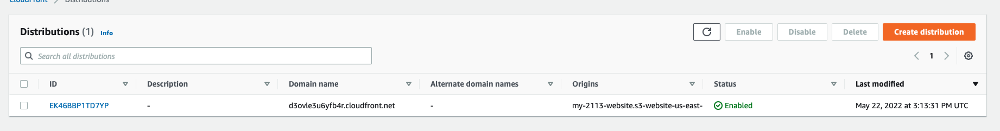 CloudFront > Distributions
Distributions (1) Info
Enable Disable Delete Create distribution
Search all distributions
1
ID Description Domain name Alternate domain names Origins Status Last modified
EK46BBP1TD7YP - d3ovle3u6yfb4r.cloudfront.net - my-2113-website.s3-website-us-east- Enabled May 22, 2022 at 3:13:31 PM UTC